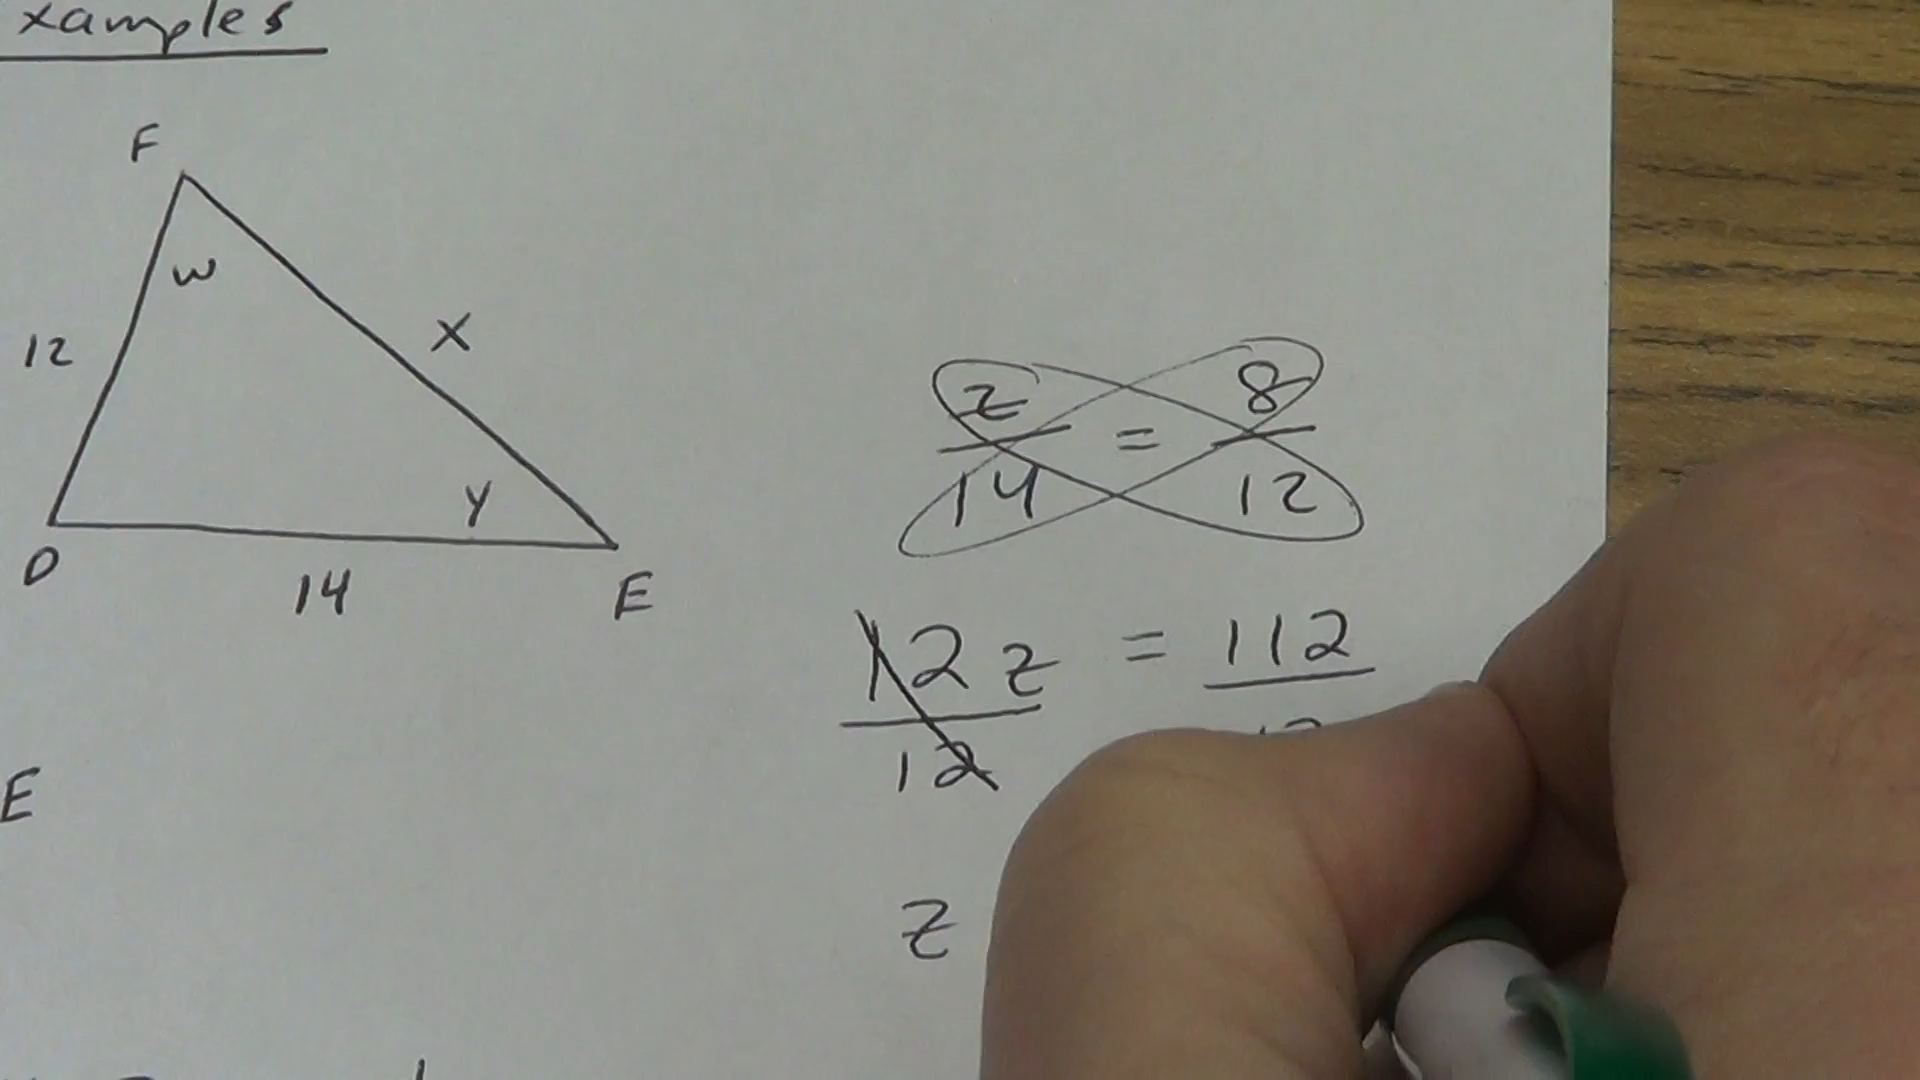 xamples
F
w
12
x
y
D
14
E
z/14 = 8/12
12z/12 = 112
E
z